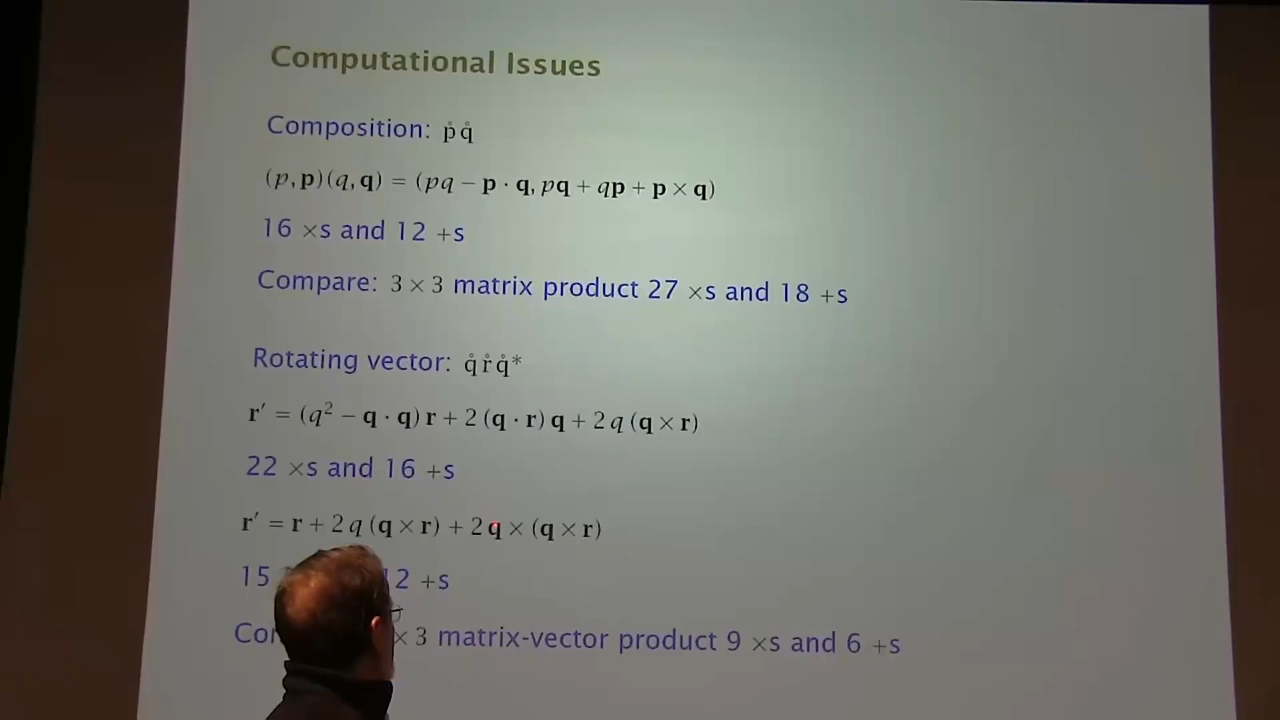 Computational Issues
Composition: p̊ q̊
(p, p)(q, q) = (pq − p · q, pq + qp + p × q)
16 ×s and 12 +s
Compare: 3 × 3 matrix product 27 ×s and 18 +s
Rotating vector: q̊ r̊ q̊*
r′ = (q² − q · q) r + 2 (q · r) q + 2 q (q × r)
22 ×s and 16 +s
r′ = r + 2 q (q × r) + 2 q × (q × r)
15 12 +s
× 3 matrix-vector product 9 ×s and 6 +s